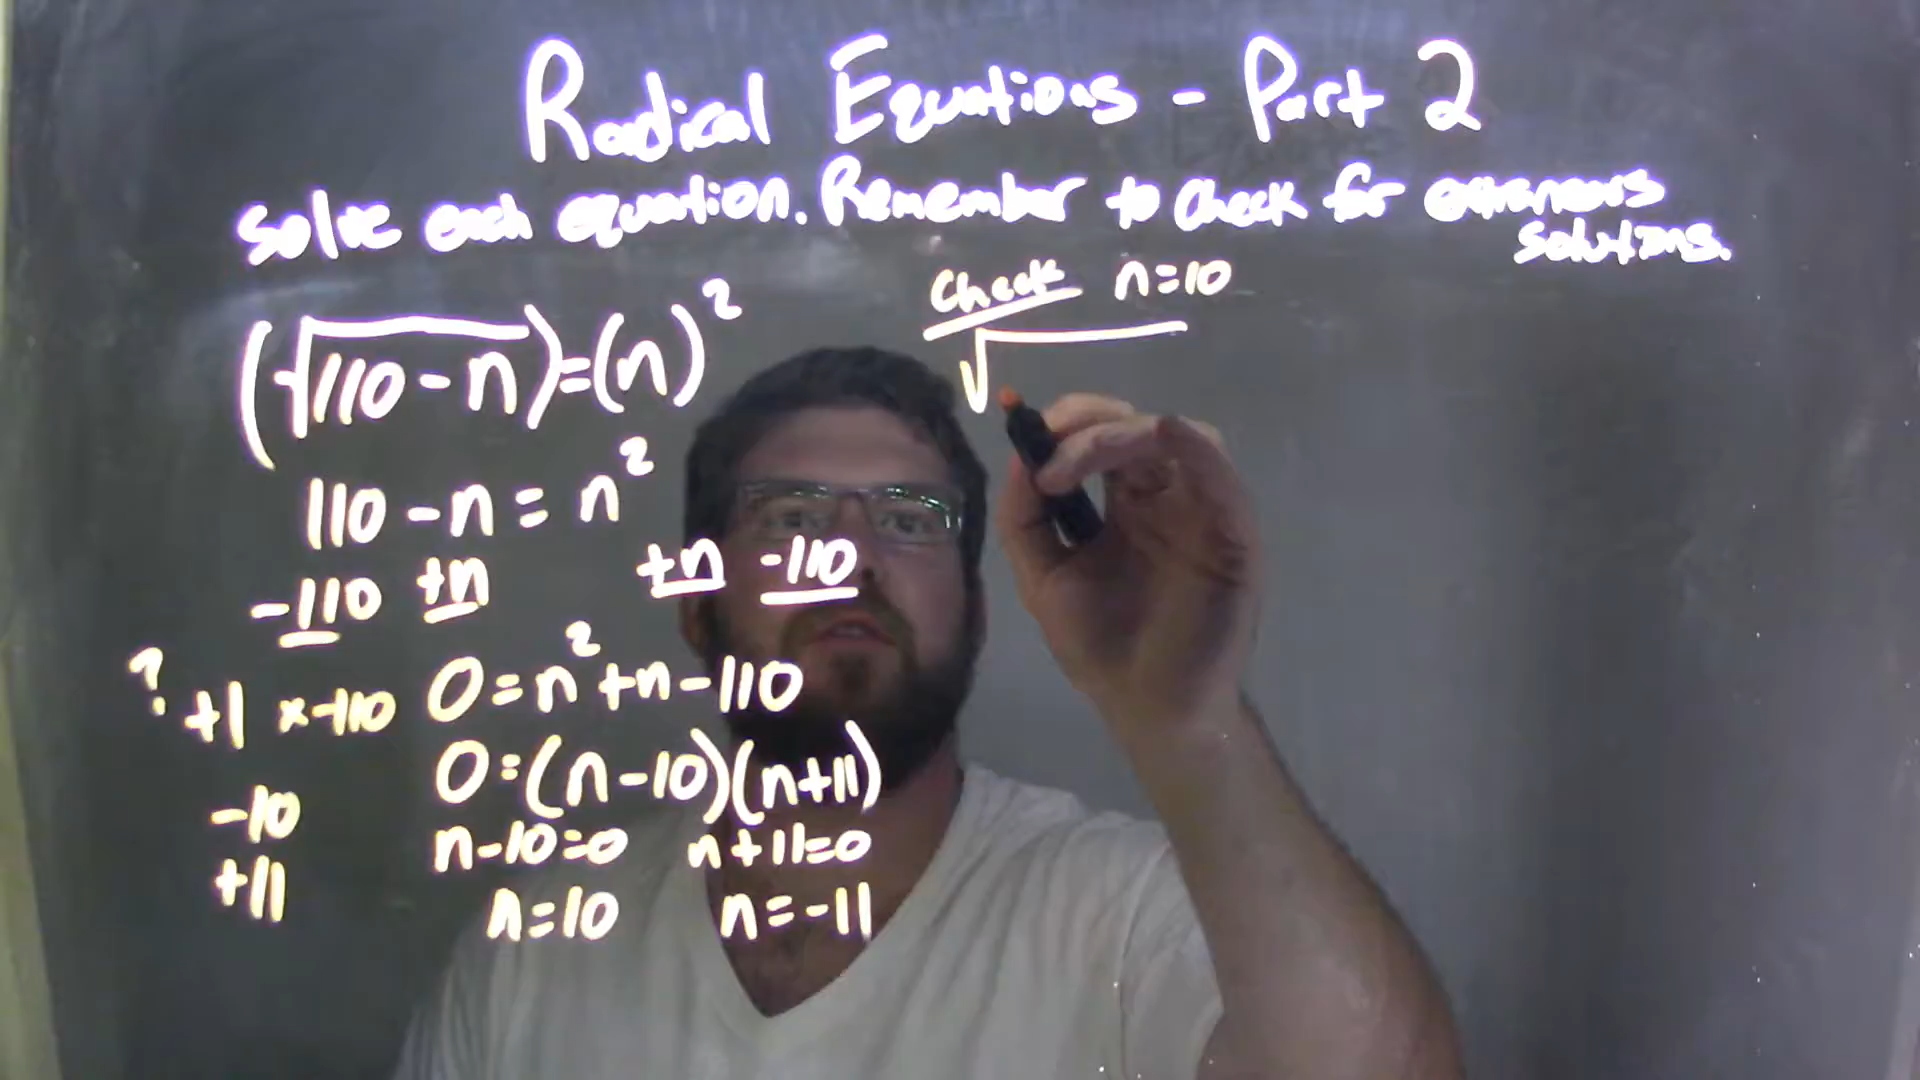 Radical Equations - Part 2
Solve each equation. Remember to check for extraneous
solutions.
Check n=10
(√110-n)=(n)²
√
110-n=n²
-110 +n +n -110
? +1 x-110 0=n²+n-110
0=(n-10)(n+11)
-10
n-10=0 n+11=0
+11
n=10 n=-11